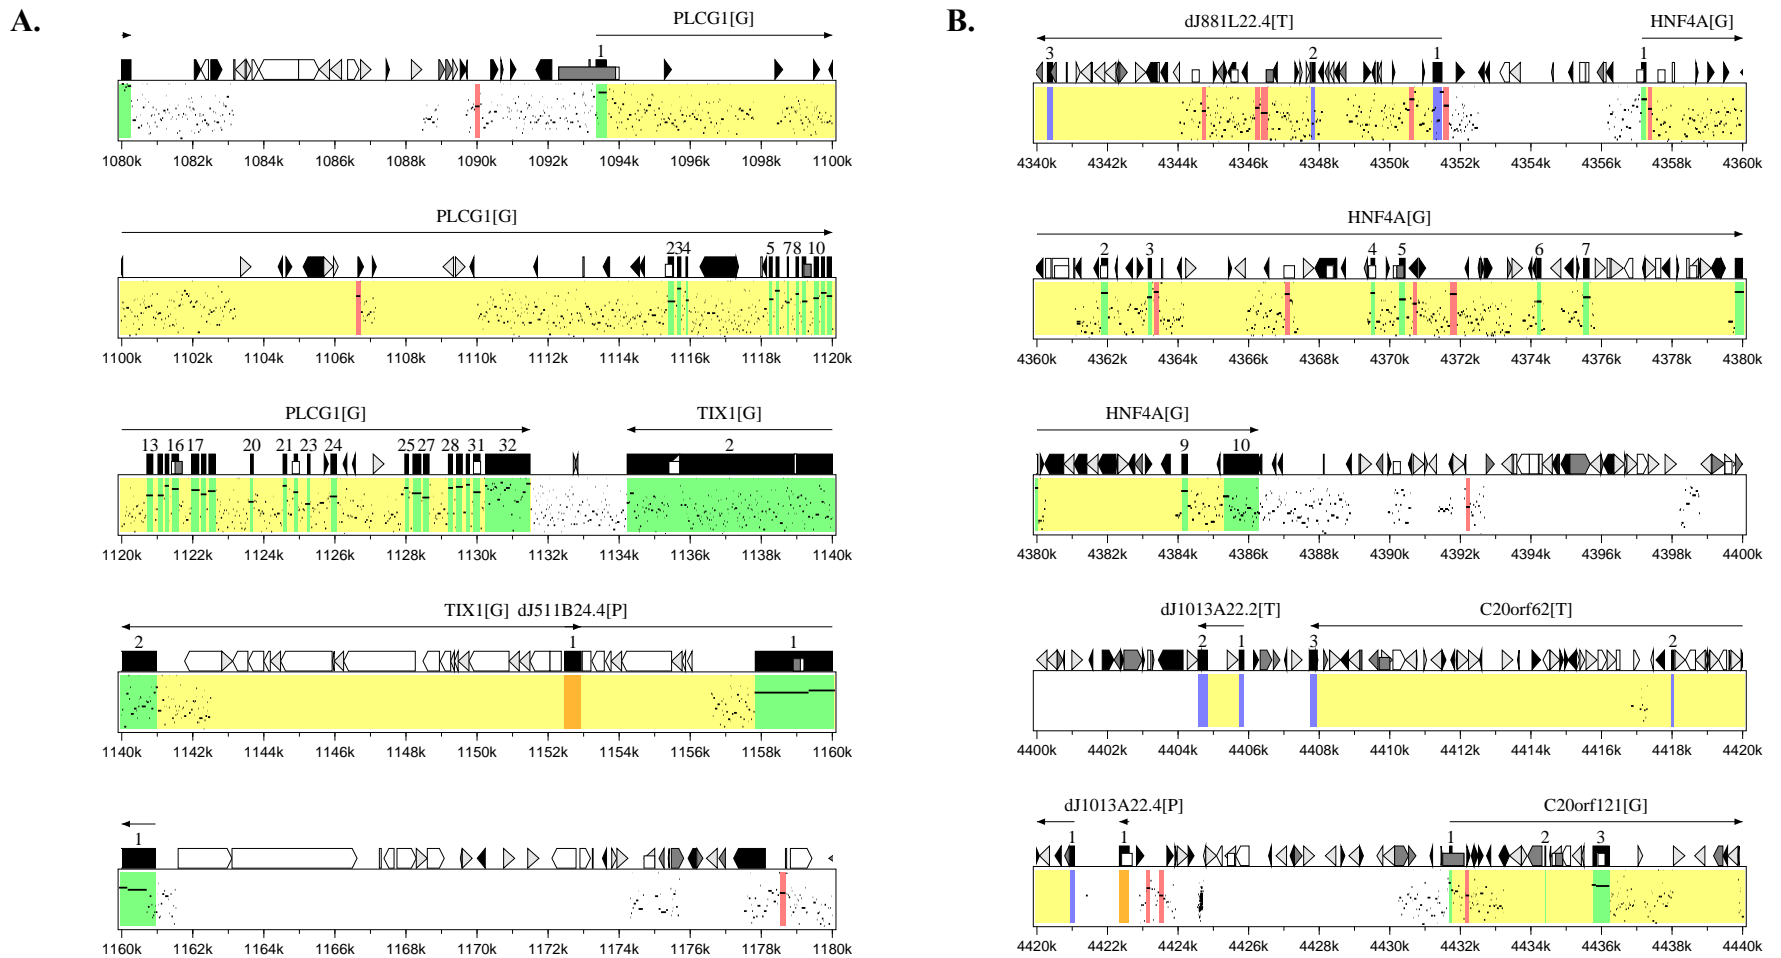 A.
PLCG1[G]
1
1080k 1082k 1084k 1086k 1088k 1090k 1092k 1094k 1096k 1098k 1100k
PLCG1[G]
234 5 78 10
1100k 1102k 1104k 1106k 1108k 1110k 1112k 1114k 1116k 1118k 1120k
PLCG1[G] TIX1[G]
13 16 17 20 21 23 24 25 27 28 31 32 2
1120k 1122k 1124k 1126k 1128k 1130k 1132k 1134k 1136k 1138k 1140k
TIX1[G] dJ511B24.4[P]
2 1 1
1140k 1142k 1144k 1146k 1148k 1150k 1152k 1154k 1156k 1158k 1160k
1
1160k 1162k 1164k 1166k 1168k 1170k 1172k 1174k 1176k 1178k 1180k
B.
dJ881L22.4[T] HNF4A[G]
3 2 1 1
4340k 4342k 4344k 4346k 4348k 4350k 4352k 4354k 4356k 4358k 4360k
HNF4A[G]
2 3 4 5 6 7
4360k 4362k 4364k 4366k 4368k 4370k 4372k 4374k 4376k 4378k 4380k
HNF4A[G]
9 10
4380k 4382k 4384k 4386k 4388k 4390k 4392k 4394k 4396k 4398k 4400k
dJ1013A22.2[T] C20orf62[T]
2 1 3 2
4400k 4402k 4404k 4406k 4408k 4410k 4412k 4414k 4416k 4418k 4420k
dJ1013A22.4[P] C20orf121[G]
1 1 1 2 3
4420k 4422k 4424k 4426k 4428k 4430k 4432k 4434k 4436k 4438k 4440k